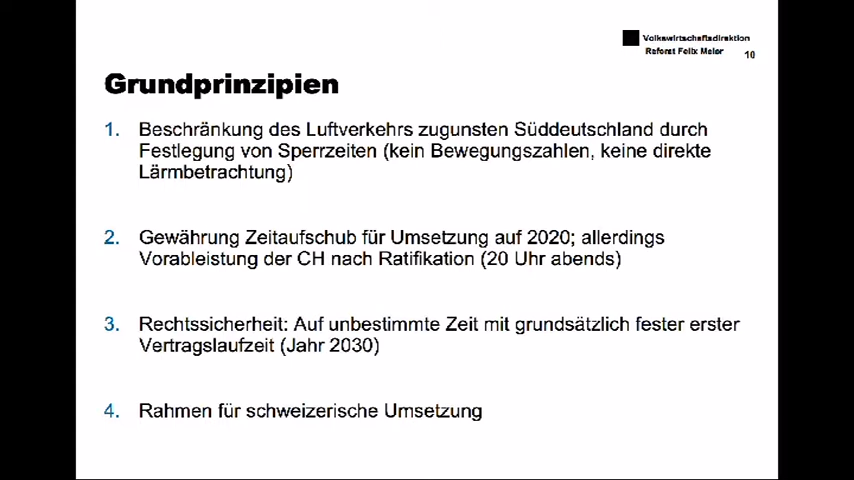 Volkswirtschaftsdirektion
Referat Felix Meier
10
Grundprinzipien
1. Beschränkung des Luftverkehrs zugunsten Süddeutschland durch
Festlegung von Sperrzeiten (kein Bewegungszahlen, keine direkte
Lärmbetrachtung)
2. Gewährung Zeitaufschub für Umsetzung auf 2020; allerdings
Vorableistung der CH nach Ratifikation (20 Uhr abends)
3. Rechtssicherheit: Auf unbestimmte Zeit mit grundsätzlich fester erster
Vertragslaufzeit (Jahr 2030)
4. Rahmen für schweizerische Umsetzung